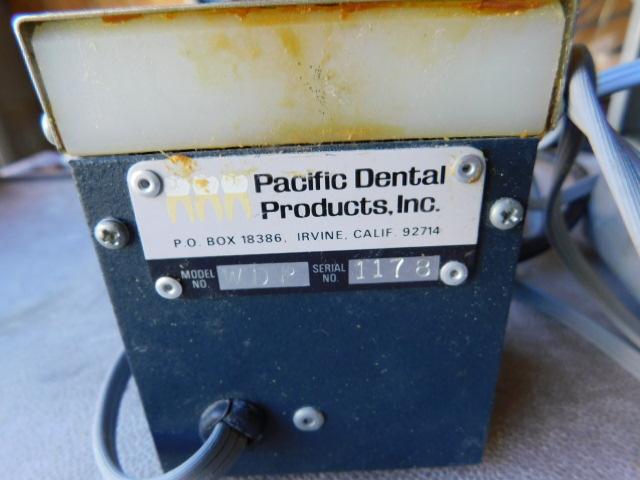 Pacific Dental
Products, Inc.
P.O. BOX 18386, IRVINE, CALIF. 92714
MODEL NO. WDP SERIAL NO. 1178